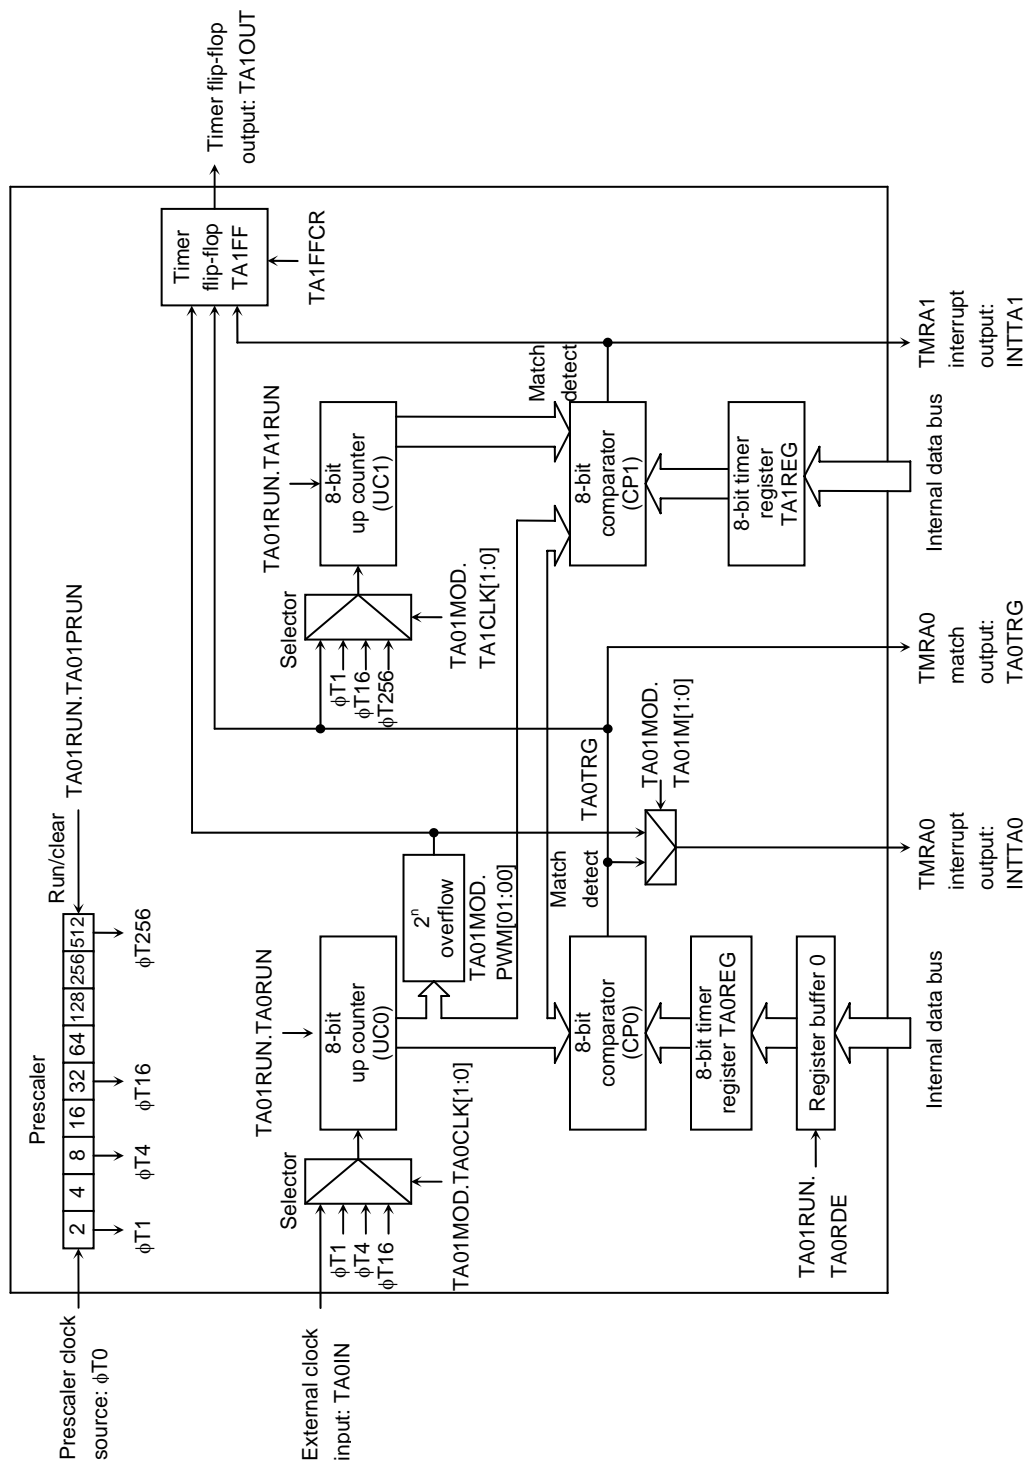 Prescaler clock
source: ϕT0
Prescaler
2
4
8
16
32
64
128
256
512
Run/clear
TA01RUN.TA01PRUN
ϕT1
ϕT4
ϕT16
ϕT256
External clock
input: TA0IN
Selector
ϕT1
ϕT4
ϕT16
TA01MOD.TA0CLK[1:0]
TA01RUN.TA0RUN
8-bit
up counter
(UC0)
2ⁿ
overflow
TA01MOD.
PWM[01:00]
Selector
ϕT1
ϕT16
ϕT256
TA01MOD.
TA1CLK[1:0]
TA01RUN.TA1RUN
8-bit
up counter
(UC1)
Timer
flip-flop
TA1FF
TA1FFCR
Timer flip-flop
output: TA1OUT
8-bit
comparator
(CP0)
Match
detect
TA0TRG
8-bit
comparator
(CP1)
Match
detect
8-bit timer
register TA0REG
Register buffer 0
TA01RUN.
TA0RDE
TA01MOD.
TA01M[1:0]
8-bit timer
register
TA1REG
Internal data bus
TMRA0
interrupt
output:
INTTA0
TMRA0
match
output:
TA0TRG
Internal data bus
TMRA1
interrupt
output:
INTTA1